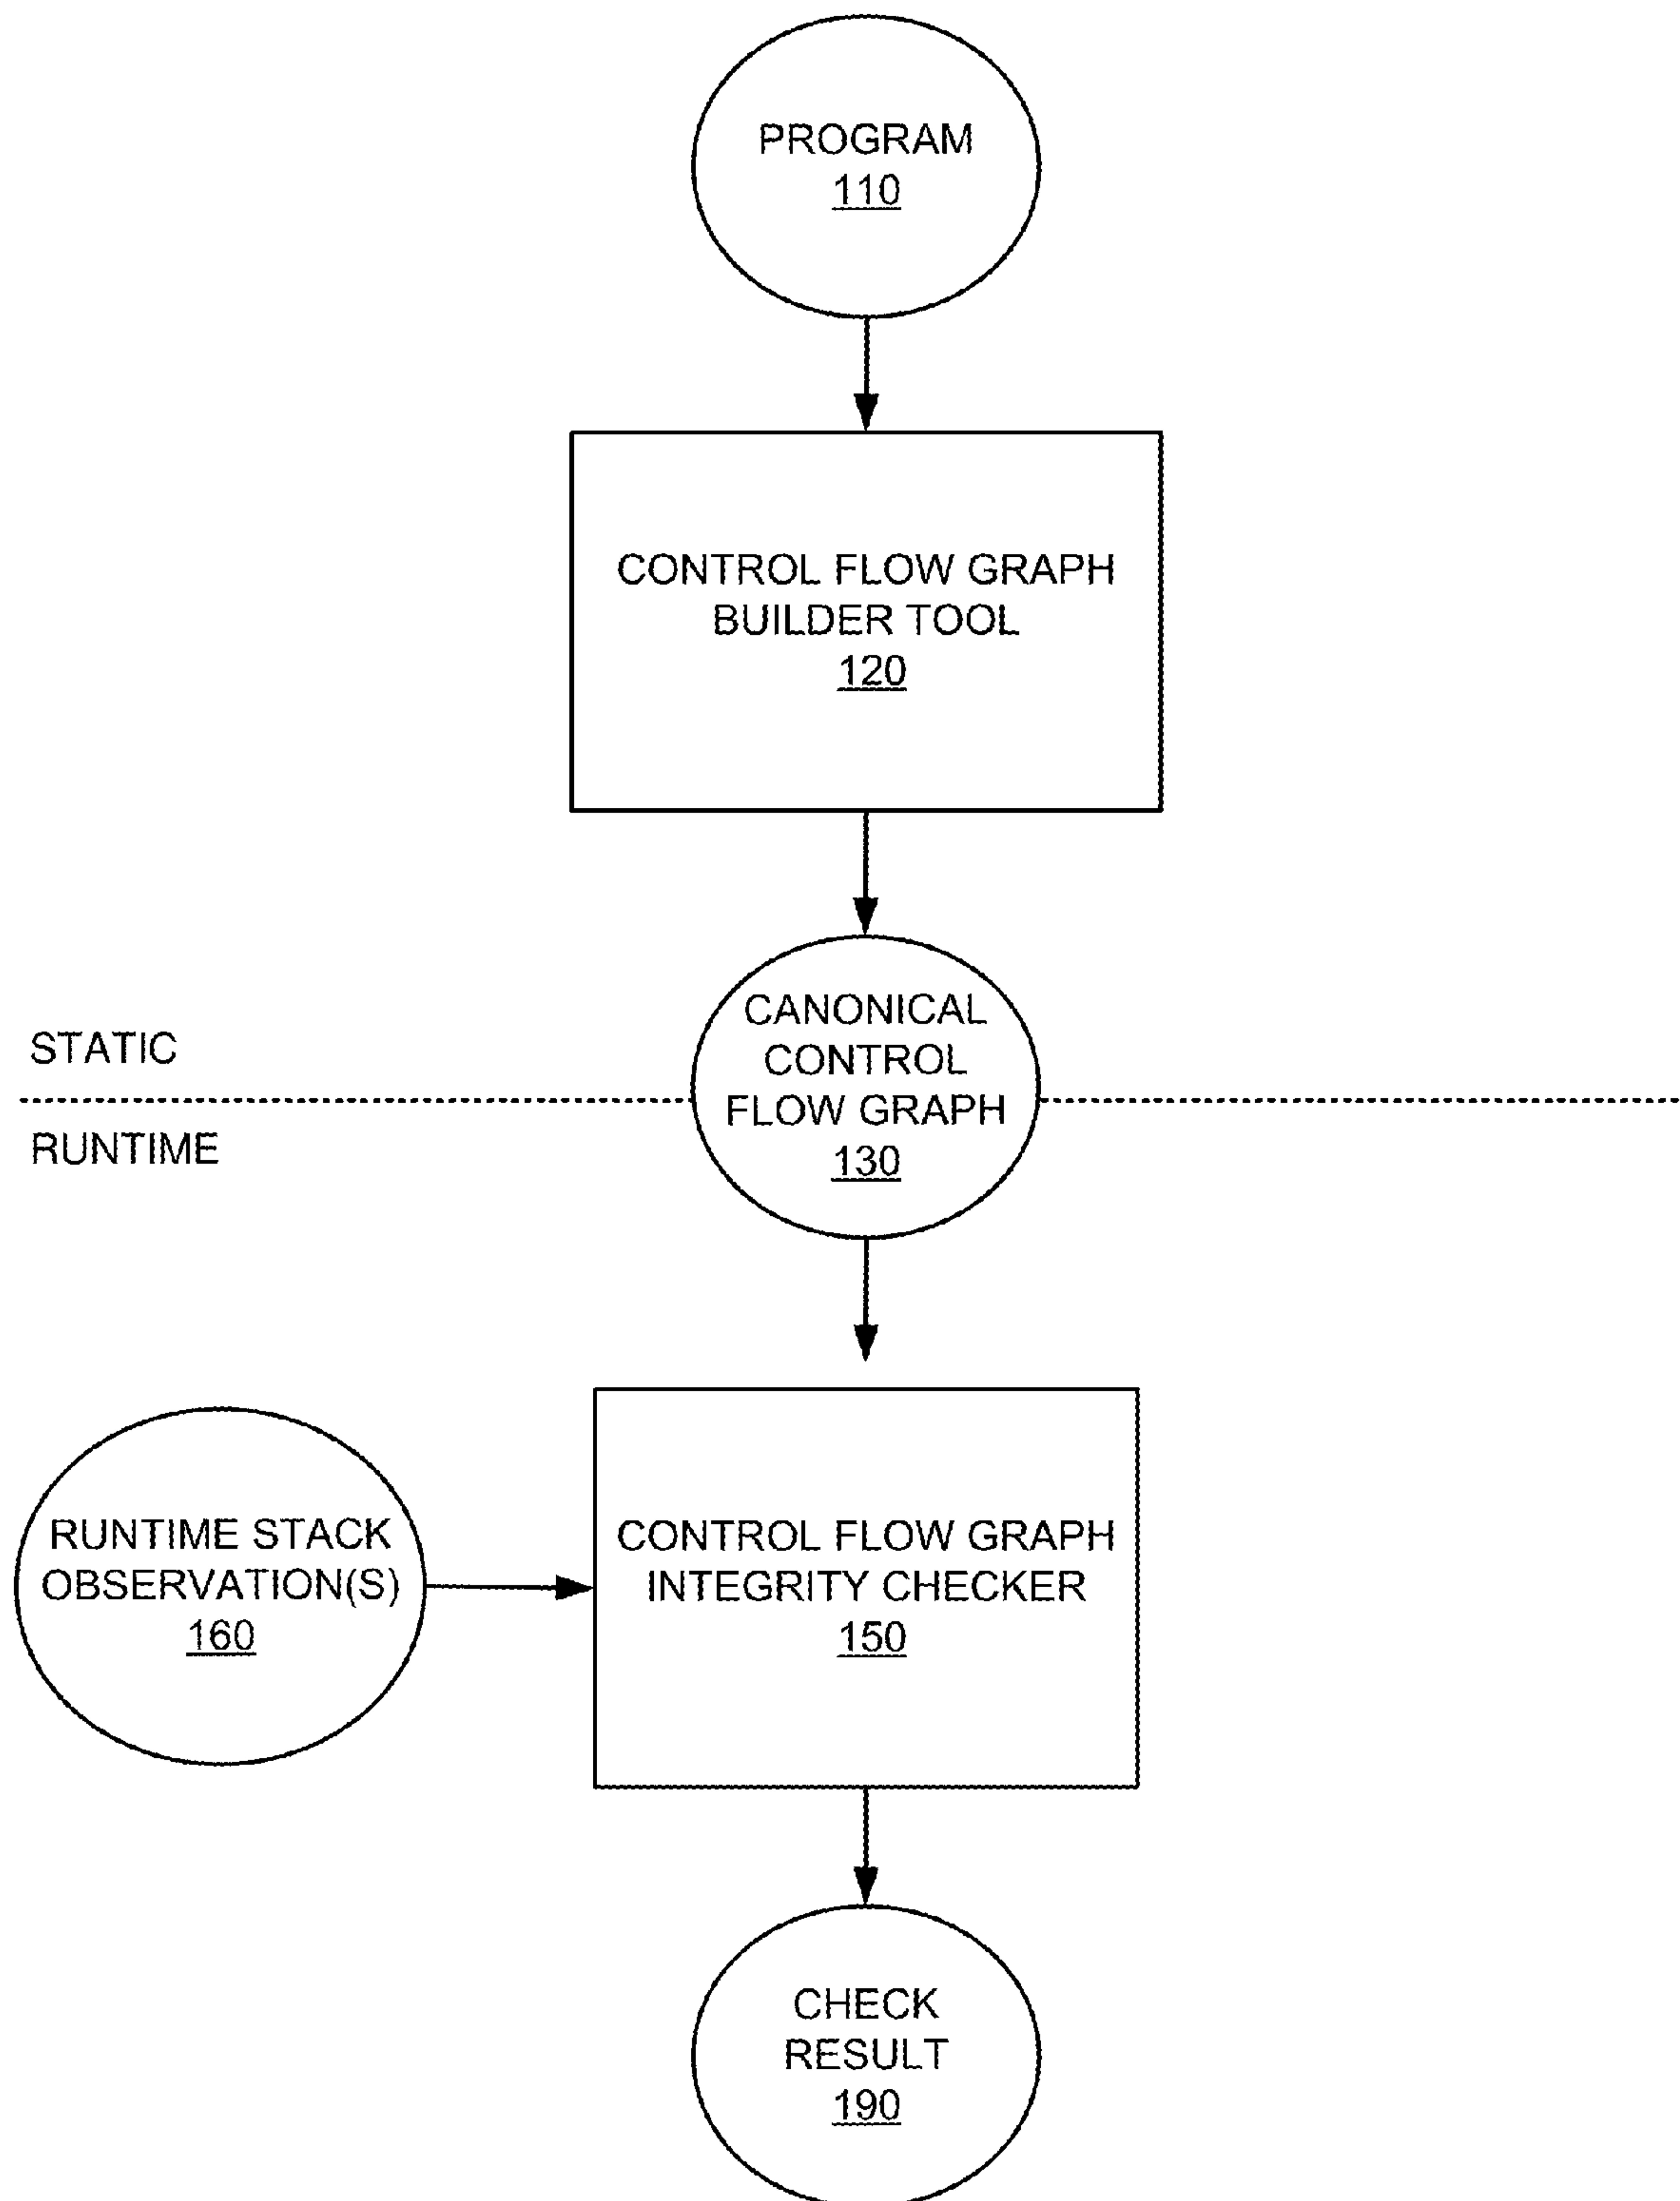 PROGRAM
110
CONTROL FLOW GRAPH
BUILDER TOOL
120
CANONICAL
CONTROL
FLOW GRAPH
130
STATIC
RUNTIME
RUNTIME STACK
OBSERVATION(S)
160
CONTROL FLOW GRAPH
INTEGRITY CHECKER
150
CHECK
RESULT
190